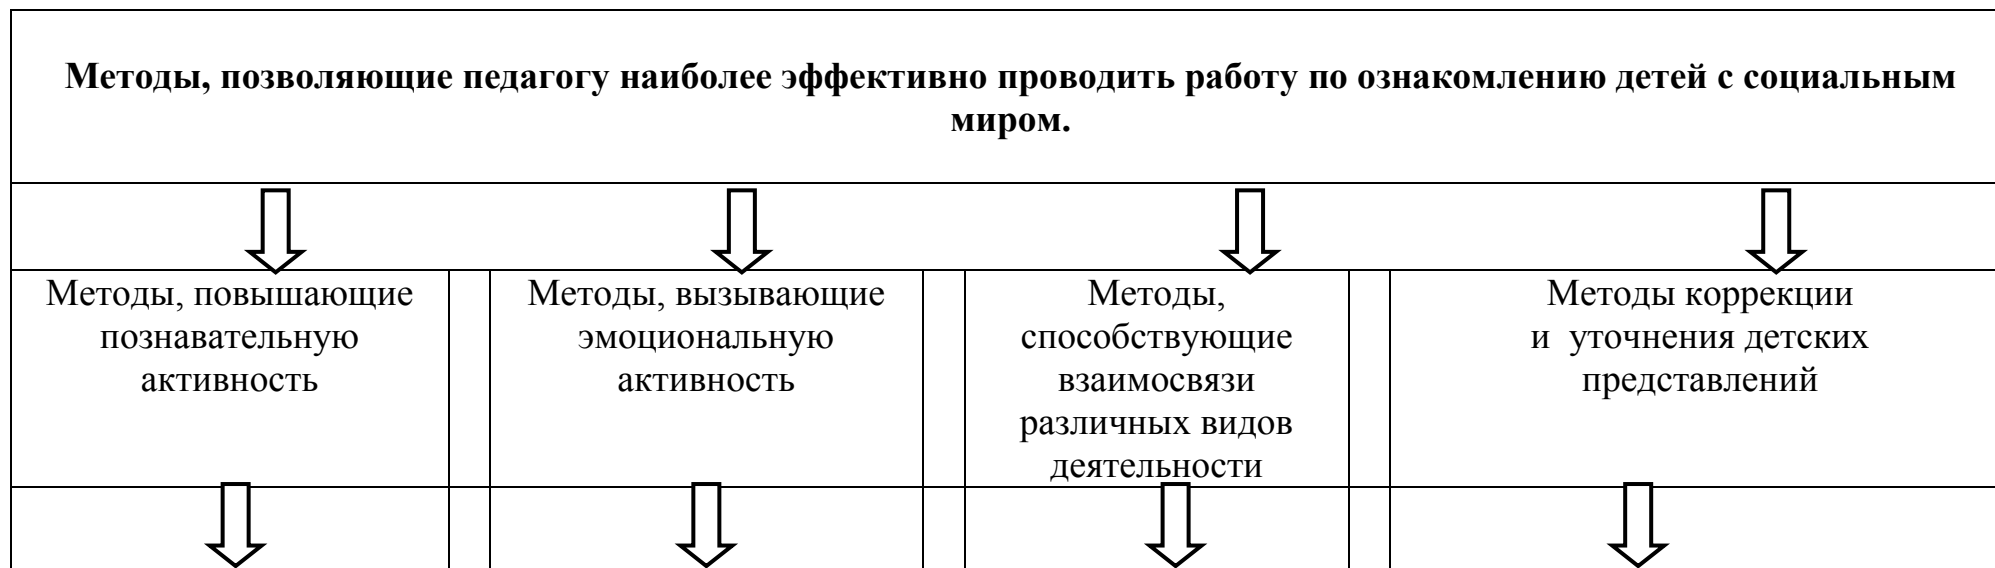 Методы, позволяющие педагогу наиболее эффективно проводить работу по ознакомлению детей с социальным
миром.
Методы, повышающие
познавательную
активность
Методы, вызывающие
эмоциональную
активность
Методы,
способствующие
взаимосвязи
различных видов
деятельности
Методы коррекции
и уточнения детских
представлений